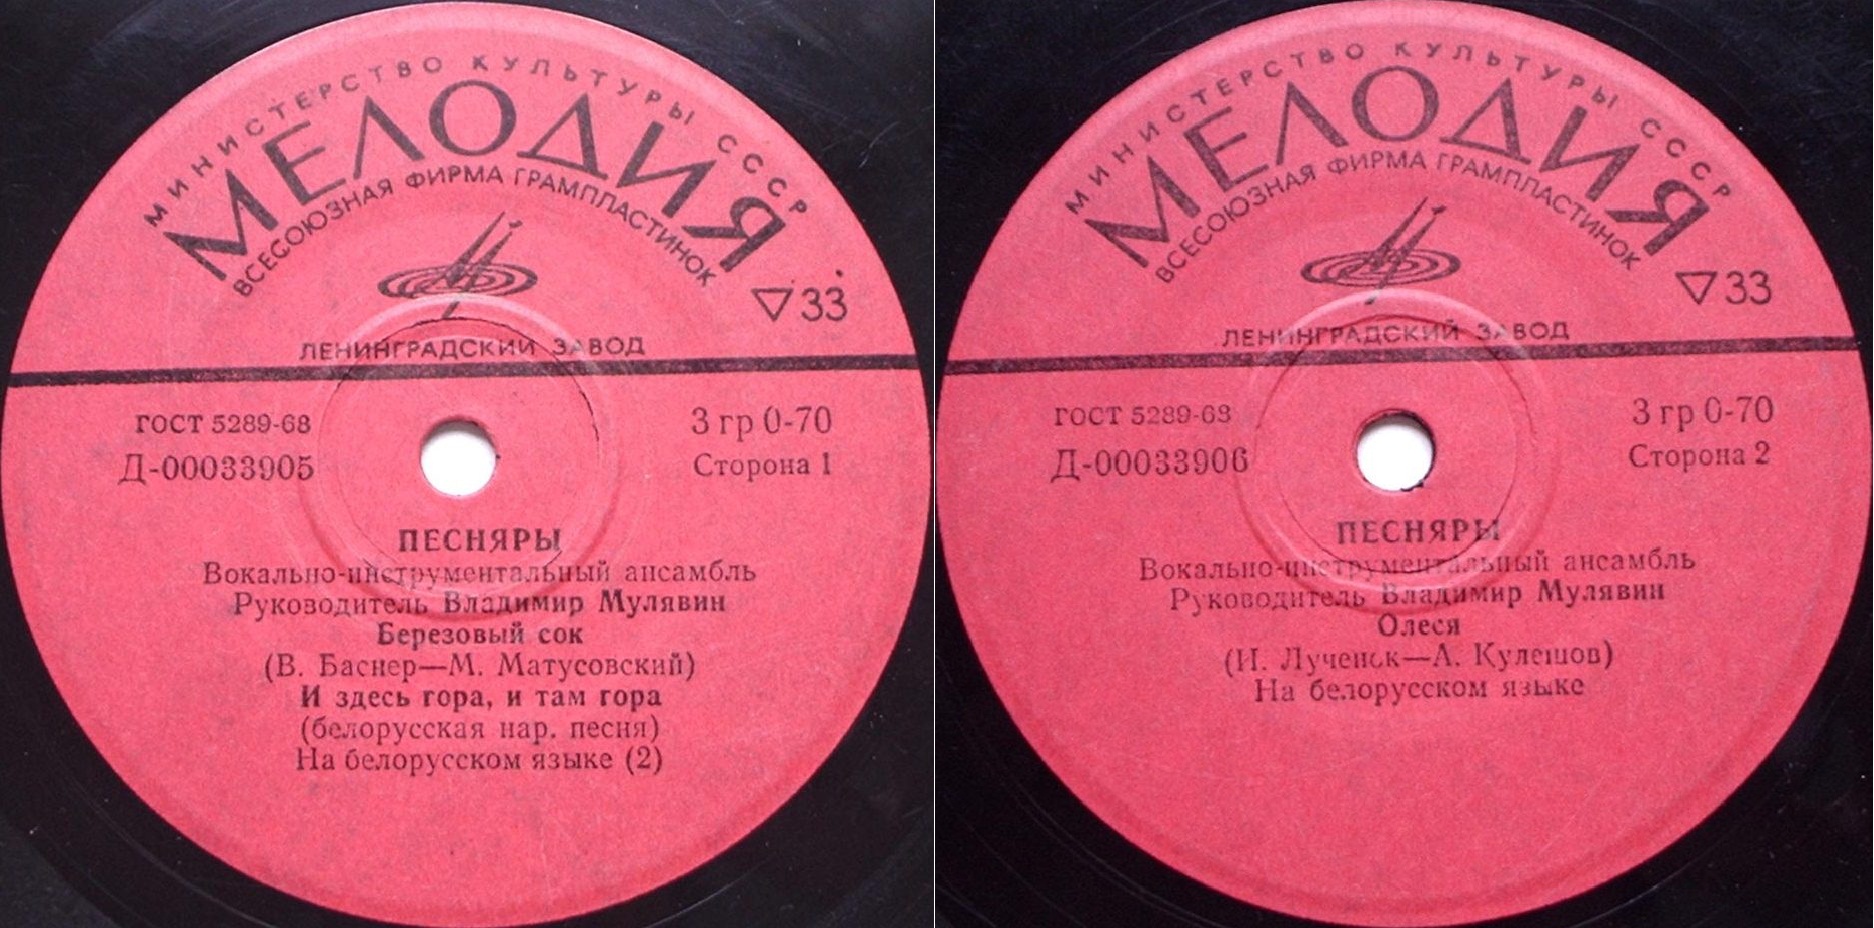 МИНИСТЕРСТВО КУЛЬТУРЫ СССР
МЕЛОДИЯ
ВСЕСОЮЗНАЯ ФИРМА ГРАМПЛАСТИНОК
▽33
ЛЕНИНГРАДСКИЙ ЗАВОД
ГОСТ 5289-68
3 гр 0-70
Д-00033905
Сторона 1
ПЕСНЯРЫ
Вокально-инструментальный ансамбль
Руководитель Владимир Мулявин
Березовый сок
(В. Баснер—М. Матусовский)
И здесь гора, и там гора
(белорусская нар. песня)
На белорусском языке (2)
МИНИСТЕРСТВО КУЛЬТУРЫ СССР
МЕЛОДИЯ
ВСЕСОЮЗНАЯ ФИРМА ГРАМПЛАСТИНОК
▽33
ЛЕНИНГРАДСКИЙ ЗАВОД
ГОСТ 5289-68
3 гр 0-70
Д-00033906
Сторона 2
ПЕСНЯРЫ
Вокально-инструментальный ансамбль
Руководитель Владимир Мулявин
Олеся
(И. Лученок—А. Кулешов)
На белорусском языке